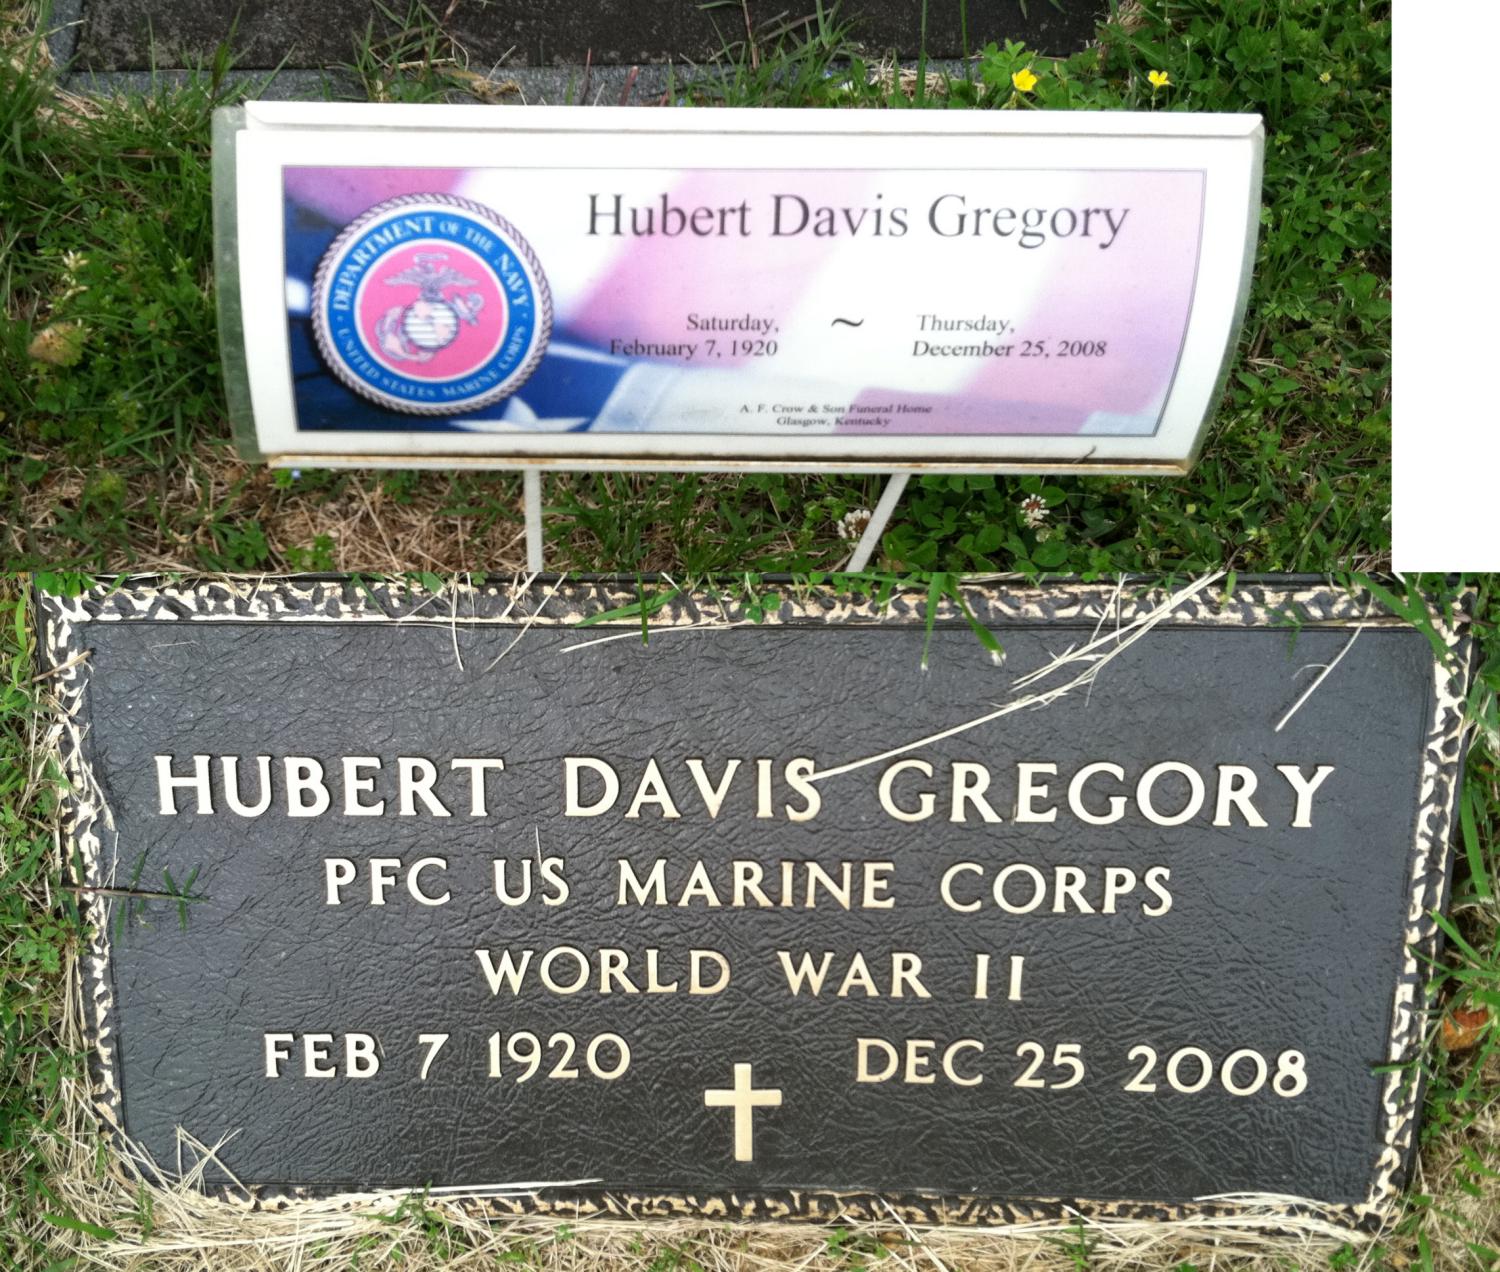 DEPARTMENT OF THE NAVY
UNITED STATES MARINE CORPS
Hubert Davis Gregory
Saturday, ~ Thursday,
February 7, 1920 December 25, 2008
A. F. Crow & Son Funeral Home
Glasgow, Kentucky
HUBERT DAVIS GREGORY
PFC US MARINE CORPS
WORLD WAR II
FEB 7 1920 DEC 25 2008